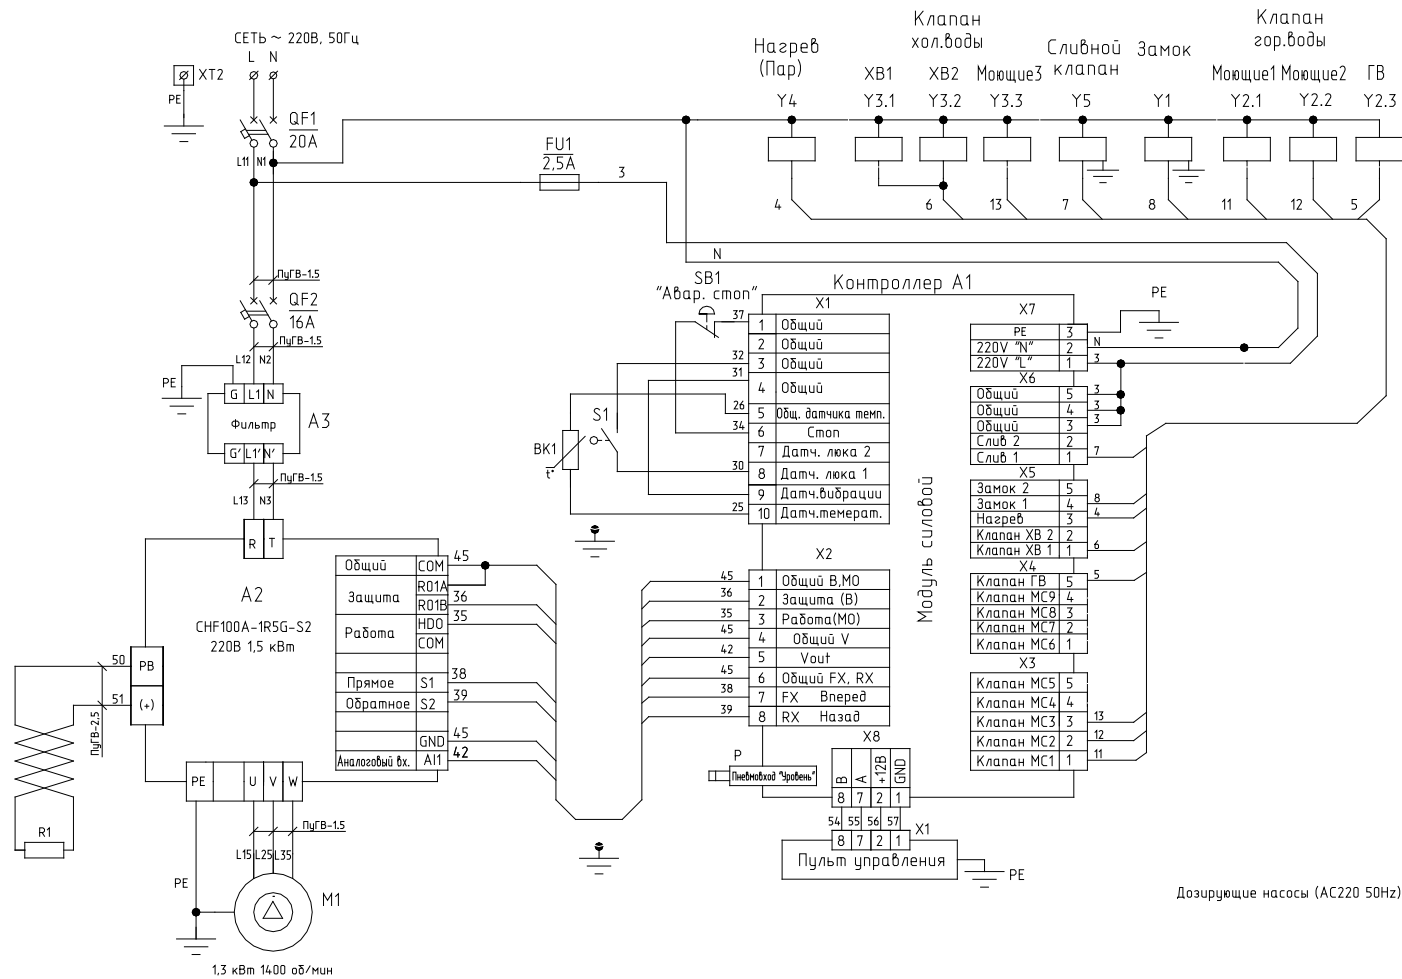 СЕТЬ ~ 220В, 50Гц
L N
XT2
PE
QF1
20А
L11 N1
FU1
2,5А
3
Нагрев
(Пар)
Y4
Клапан
хол.воды
ХВ1
Y3.1
ХВ2
Y3.2
Моющие3
Y3.3
Сливной
клапан
Y5
Замок
Y1
Клапан
гор.воды
Моющие1
Y2.1
Моющие2
Y2.2
ГВ
Y2.3
4 6 13 7 8 11 12 5
N
ПуГВ-1.5
QF2
16А
ПуГВ-1.5
L12 N2
PE
G L1 N
Фильтр
A3
G' L1' N'
ПуГВ-1.5
L13 N3
R T
A2
CHF100A-1R5G-S2
220В 1,5 кВт
50 PB
51 (+)
ПуГВ-2.5
R1
Общий COM 45
Защита R01A
R01B 36
Работа HDO 35
COM
Прямое S1 38
Обратное S2 39
GND 45
Аналоговый вх. AI1 42
PE U V W
ПуГВ-1.5
L15 L25 L35
PE
M1
1,3 кВт 1400 об/мин
SB1
"Авар. стоп"
S1
BK1
t°
Контроллер А1
Модуль силовой
X1
37 1 Общий
2 Общий
32 3 Общий
31 4 Общий
26 5 Общ. датчика темп.
34 6 Стоп
7 Датч. люка 2
30 8 Датч. люка 1
9 Датч.вибрации
25 10 Датч.темерат.
X2
45 1 Общий В,МО
36 2 Защита (В)
35 3 Работа(МО)
45 4 Общий V
42 5 Vout
45 6 Общий FX, RX
38 7 FX Вперед
39 8 RX Назад
P
Пневмовход "Уровень"
X8
B A +12В GND
8 7 2 1
54 55 56 57
X1
8 7 2 1
Пульт управления
PE
X7
PE 3
PE
220V "N" 2 N
220V "L" 1 3
X6
Общий 5 3
Общий 4 3
Общий 3 3
Слив 2 2
Слив 1 1 7
X5
Замок 2 5
Замок 1 4 8
Нагрев 3 4
Клапан ХВ 2 2
Клапан ХВ 1 1 6
X4
Клапан ГВ 5 5
Клапан МС9 4
Клапан МС8 3
Клапан МС7 2
Клапан МС6 1
X3
Клапан МС5 5
Клапан МС4 4
Клапан МС3 3 13
Клапан МС2 2 12
Клапан МС1 1 11
Дозирующие насосы (AC220 50Hz)